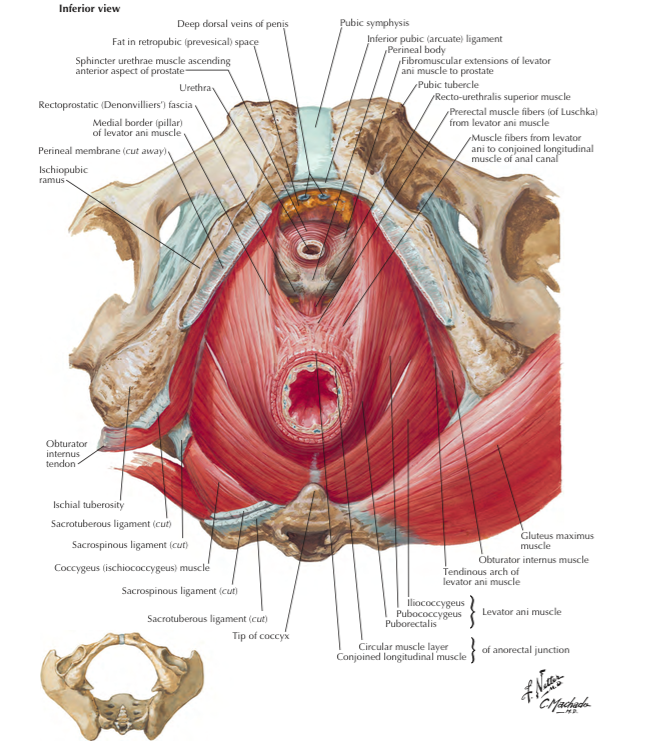 Inferior view
Deep dorsal veins of penis
Fat in retropubic (prevesical) space
Sphincter urethrae muscle ascending
anterior aspect of prostate
Urethra
Rectoprostatic (Denonvilliers’) fascia
Medial border (pillar)
of levator ani muscle
Perineal membrane (cut away)
Ischiopubic
ramus
Pubic symphysis
Inferior pubic (arcuate) ligament
Perineal body
Fibromuscular extensions of levator
ani muscle to prostate
Pubic tubercle
Recto-urethralis superior muscle
Prerectal muscle fibers (of Luschka)
from levator ani muscle
Muscle fibers from levator
ani to conjoined longitudinal
muscle of anal canal
Obturator
internus
tendon
Ischial tuberosity
Sacrotuberous ligament (cut)
Sacrospinous ligament (cut)
Coccygeus (ischiococcygeus) muscle
Sacrospinous ligament (cut)
Sacrotuberous ligament (cut)
Tip of coccyx
Gluteus maximus
muscle
Obturator internus muscle
Tendinous arch of
levator ani muscle
Iliococcygeus
Pubococcygeus
Puborectalis
Levator ani muscle
Circular muscle layer
Conjoined longitudinal muscle
of anorectal junction
F. Netter
M.D.
C. Machado
M.D.